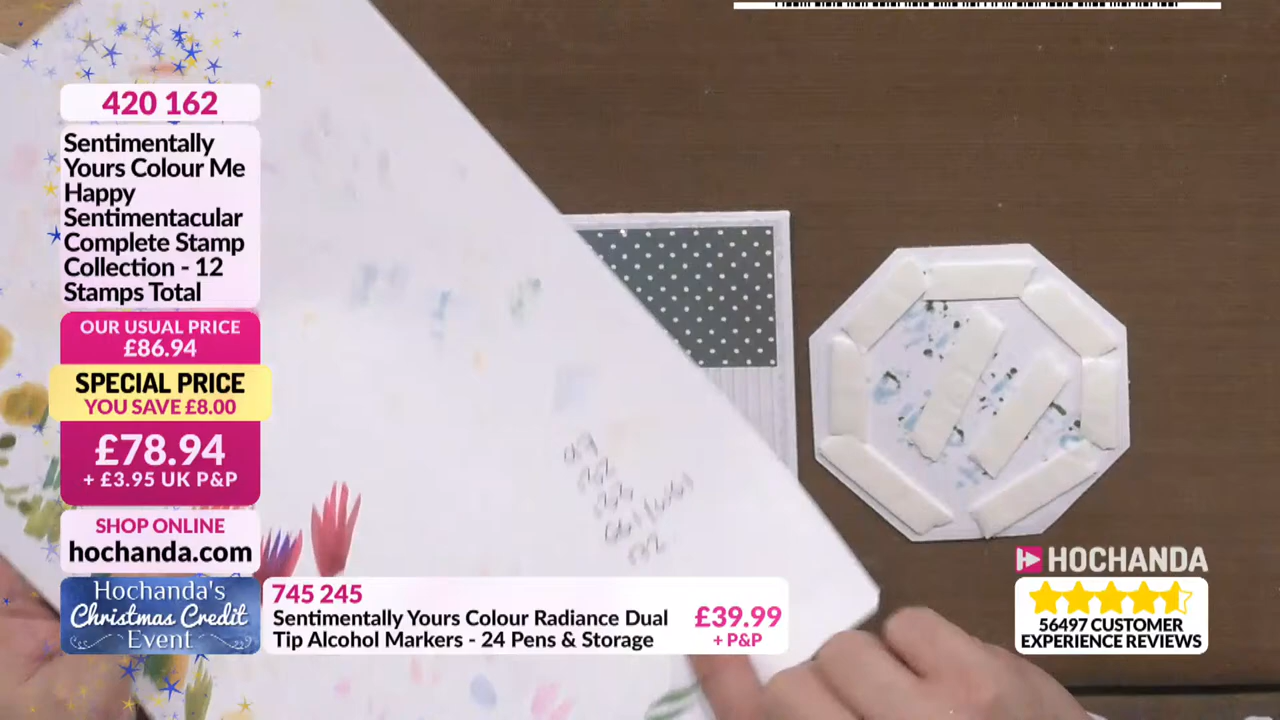 420 162
Sentimentally
Yours Colour Me
Happy
Sentimentacular
Complete Stamp
Collection - 12
Stamps Total
OUR USUAL PRICE
£86.94
SPECIAL PRICE
YOU SAVE £8.00
£78.94
+ £3.95 UK P&P
SHOP ONLINE
hochanda.com
Hochanda's
Christmas Credit
Event
745 245
Sentimentally Yours Colour Radiance Dual
Tip Alcohol Markers - 24 Pens & Storage
£39.99
+ P&P
HOCHANDA
56497 CUSTOMER
EXPERIENCE REVIEWS